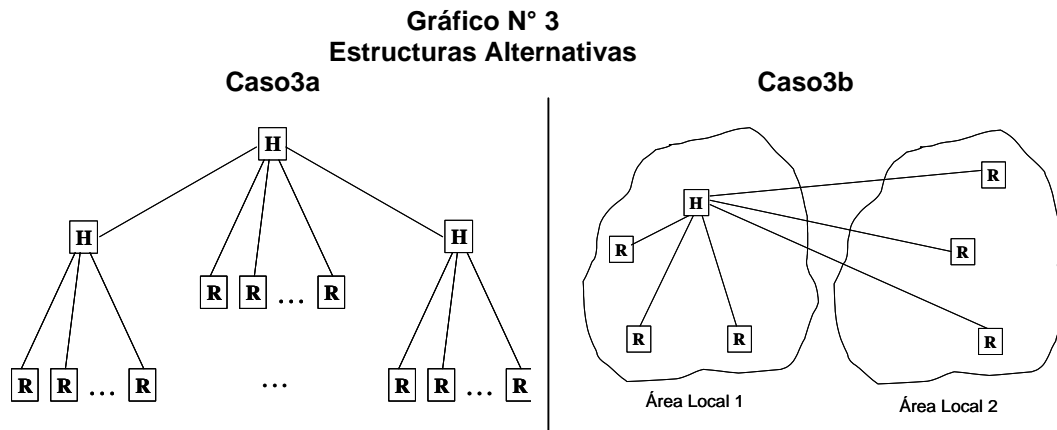 Gráfico N° 3
Estructuras Alternativas
Caso3a
H
H
H
R R ... R
R R ... R
...
R R ... R
Caso3b
H
R
R
R
R
R
R
Área Local 1
Área Local 2